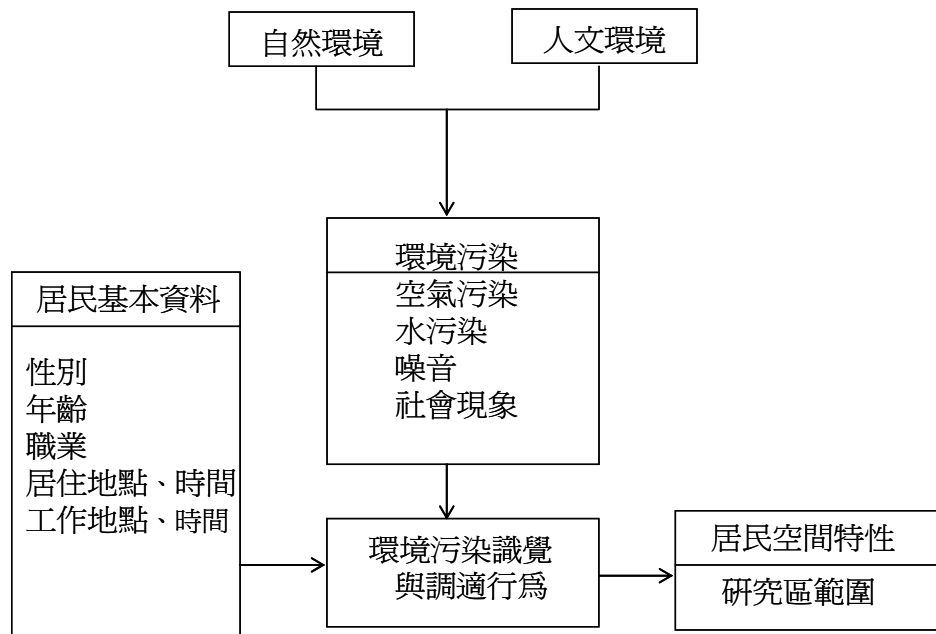 自然環境
人文環境
環境污染
空氣污染
水污染
噪音
社會現象
居民基本資料
性別
年齡
職業
居住地點、時間
工作地點、時間
環境污染識覺
與調適行為
居民空間特性
研究區範圍